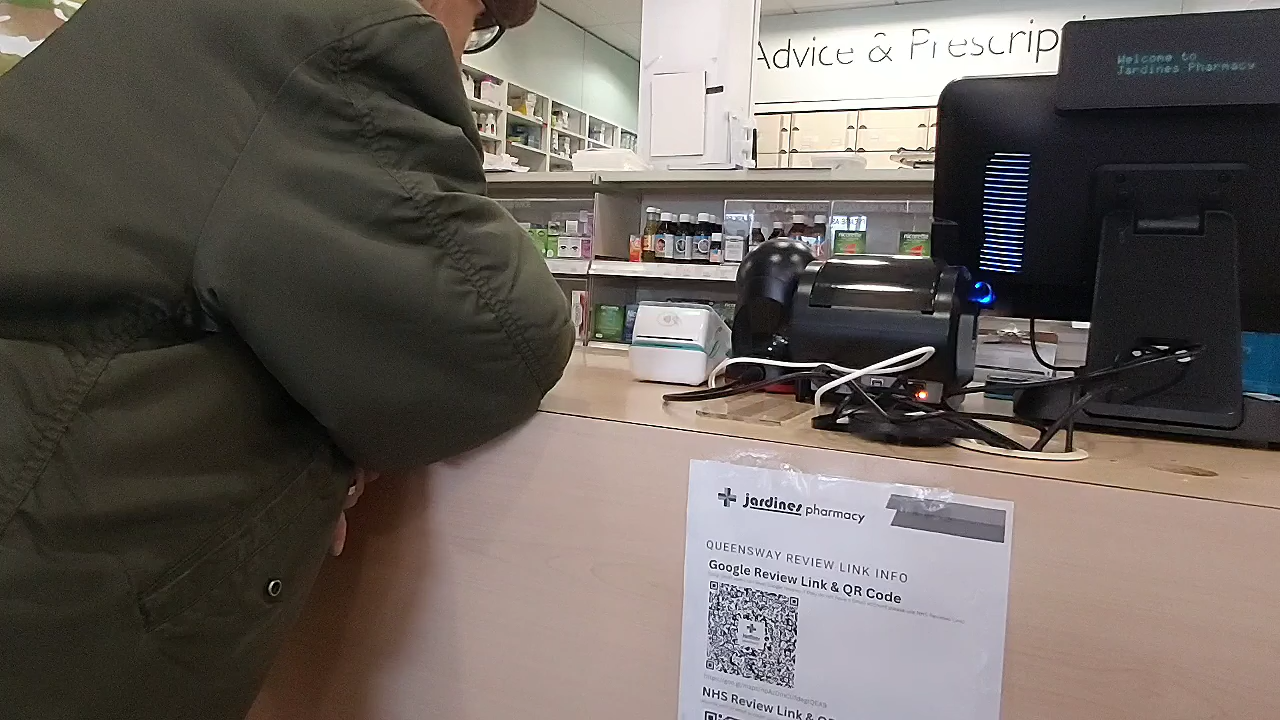 Advice & Prescrip
Welcome to
Jardines Pharmacy
jardines pharmacy
QUEENSWAY REVIEW LINK INFO
Google Review Link & QR Code
NHS Review Link & QR